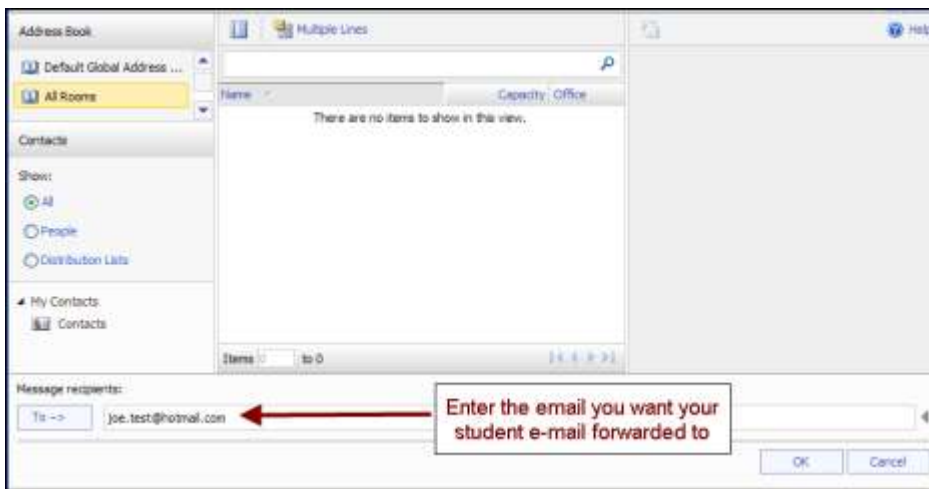 Address Book
Multiple Lines
Help
Default Global Address ...
All Rooms
Name
Capacity
Office
There are no items to show in this view.
Contacts
Show:
All
People
Distribution Lists
My Contacts
Contacts
Items
to 0
Message recipients:
To ->
joe.test@hotmail.com
Enter the email you want your
student e-mail forwarded to
OK
Cancel